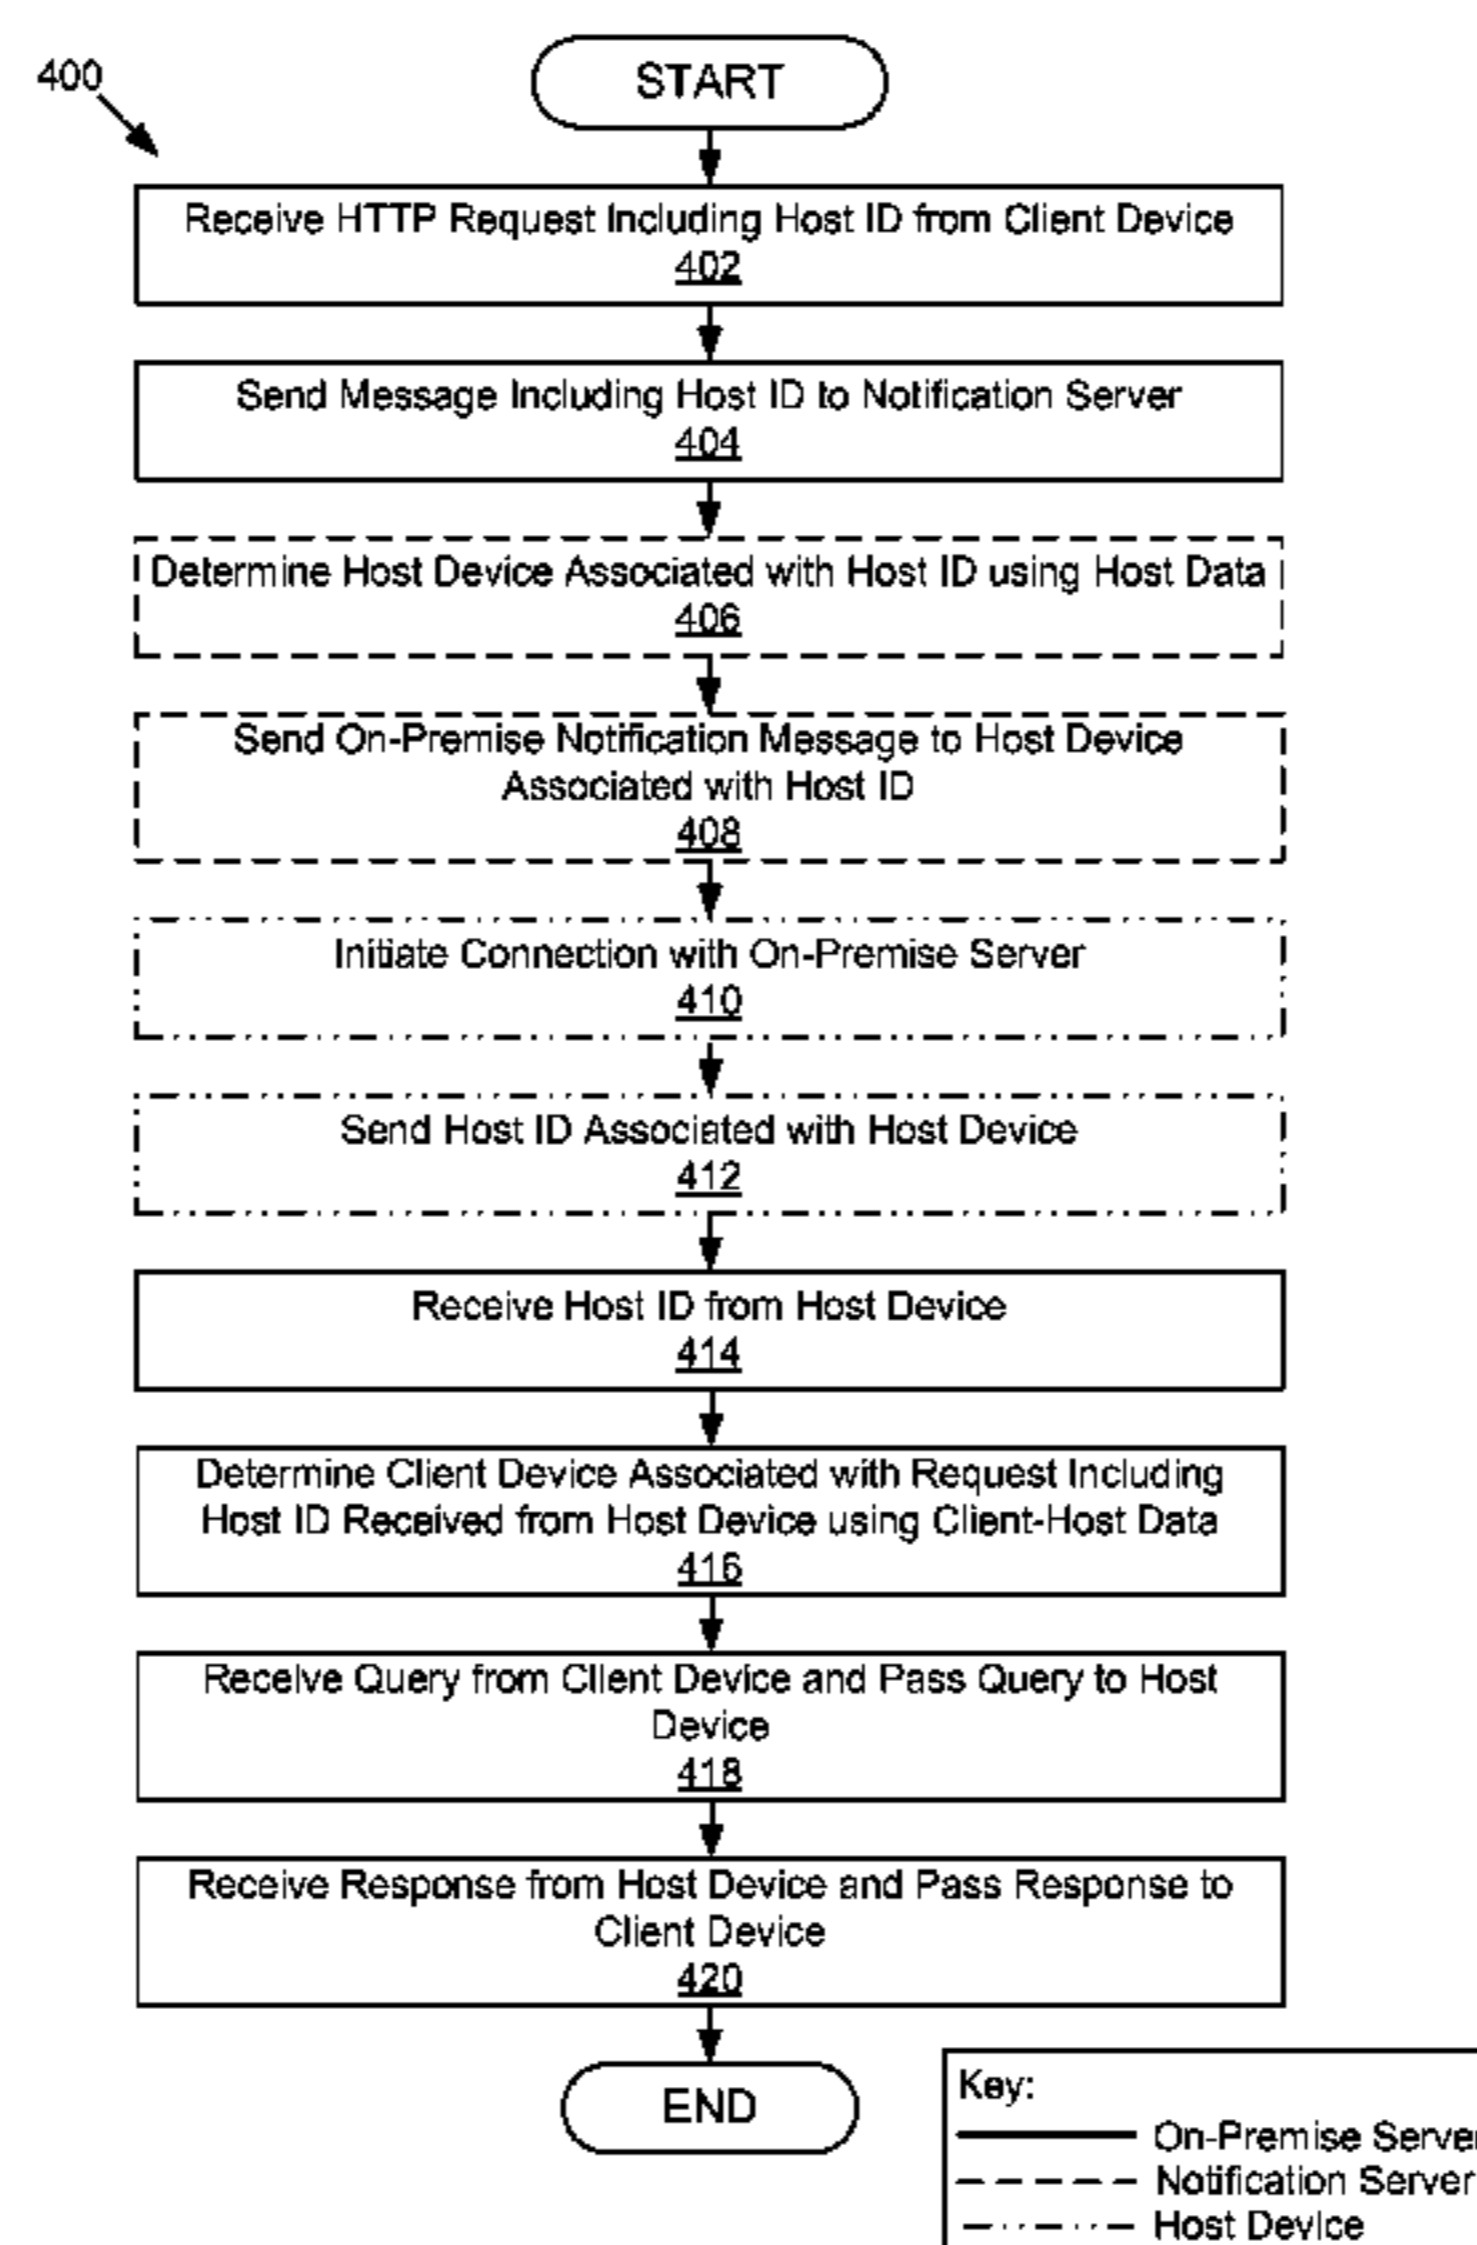 400
START
Receive HTTP Request Including Host ID from Client Device
402
Send Message Including Host ID to Notification Server
404
Determine Host Device Associated with Host ID using Host Data
406
Send On-Premise Notification Message to Host Device
Associated with Host ID
408
Initiate Connection with On-Premise Server
410
Send Host ID Associated with Host Device
412
Receive Host ID from Host Device
414
Determine Client Device Associated with Request Including
Host ID Received from Host Device using Client-Host Data
416
Receive Query from Client Device and Pass Query to Host
Device
418
Receive Response from Host Device and Pass Response to
Client Device
420
END
Key:
On-Premise Server
Notification Server
Host Device